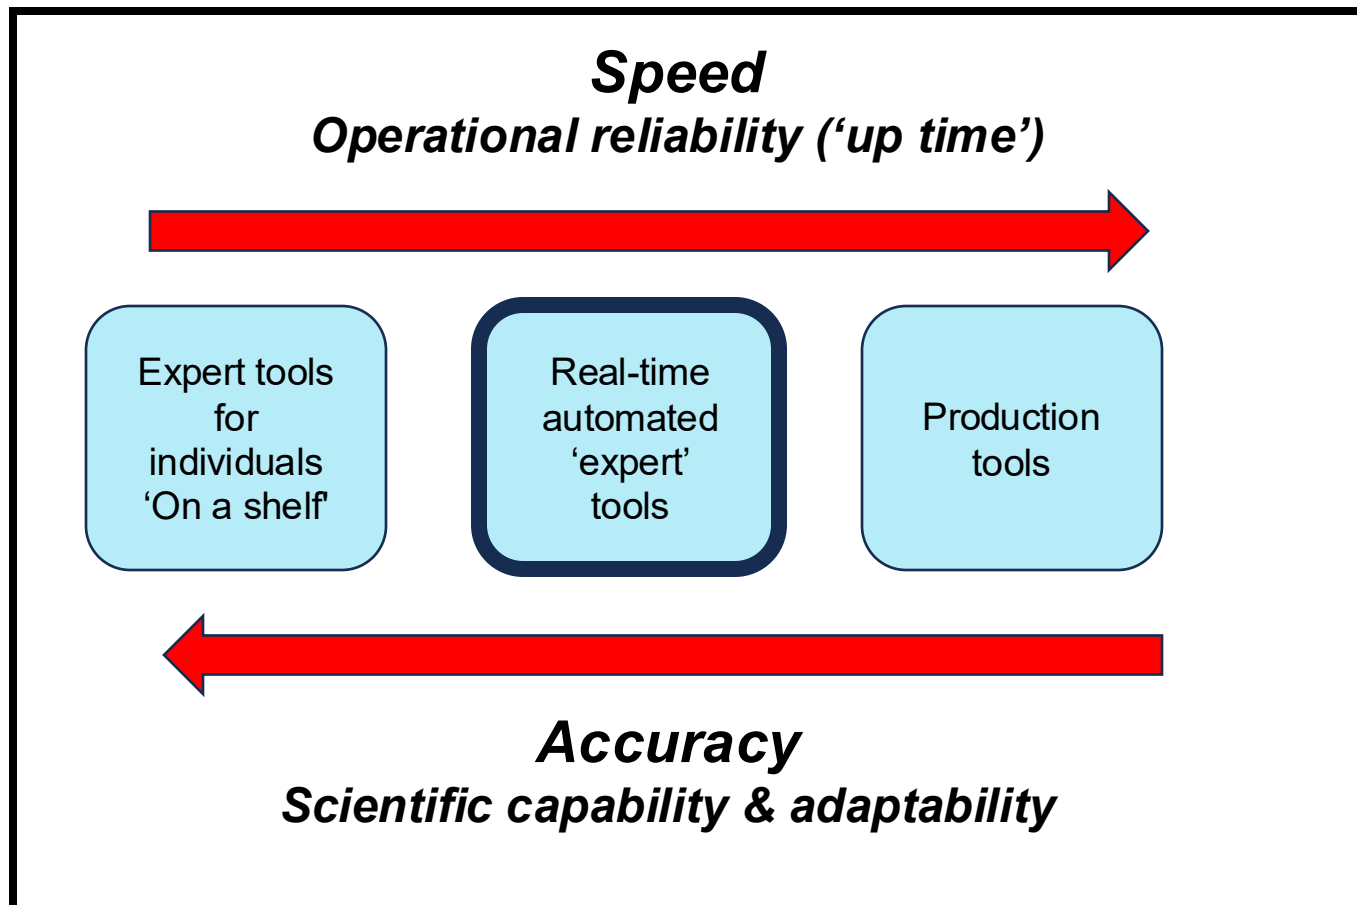 Speed
Operational reliability (‘up time’)
Expert tools
for
individuals
‘On a shelf'
Real-time
automated
‘expert’
tools
Production
tools
Accuracy
Scientific capability & adaptability